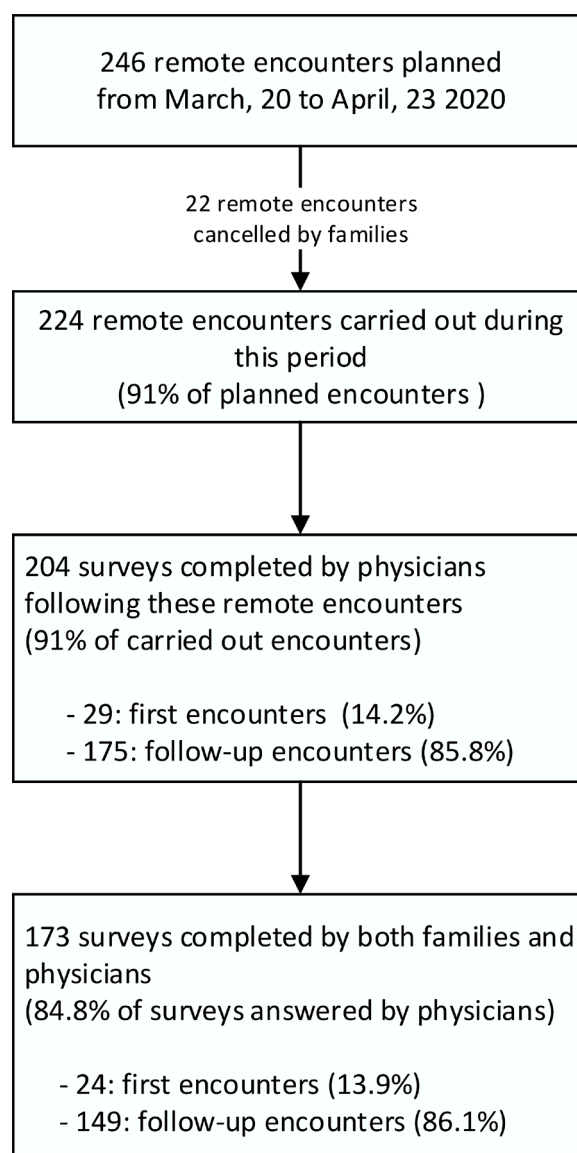 246 remote encounters planned
from March, 20 to April, 23 2020
22 remote encounters
cancelled by families
224 remote encounters carried out during
this period
(91% of planned encounters )
204 surveys completed by physicians
following these remote encounters
(91% of carried out encounters)
- 29: first encounters  (14.2%)
- 175: follow-up encounters (85.8%)
173 surveys completed by both families and
physicians
(84.8% of surveys answered by physicians)
- 24: first encounters (13.9%)
- 149: follow-up encounters (86.1%)